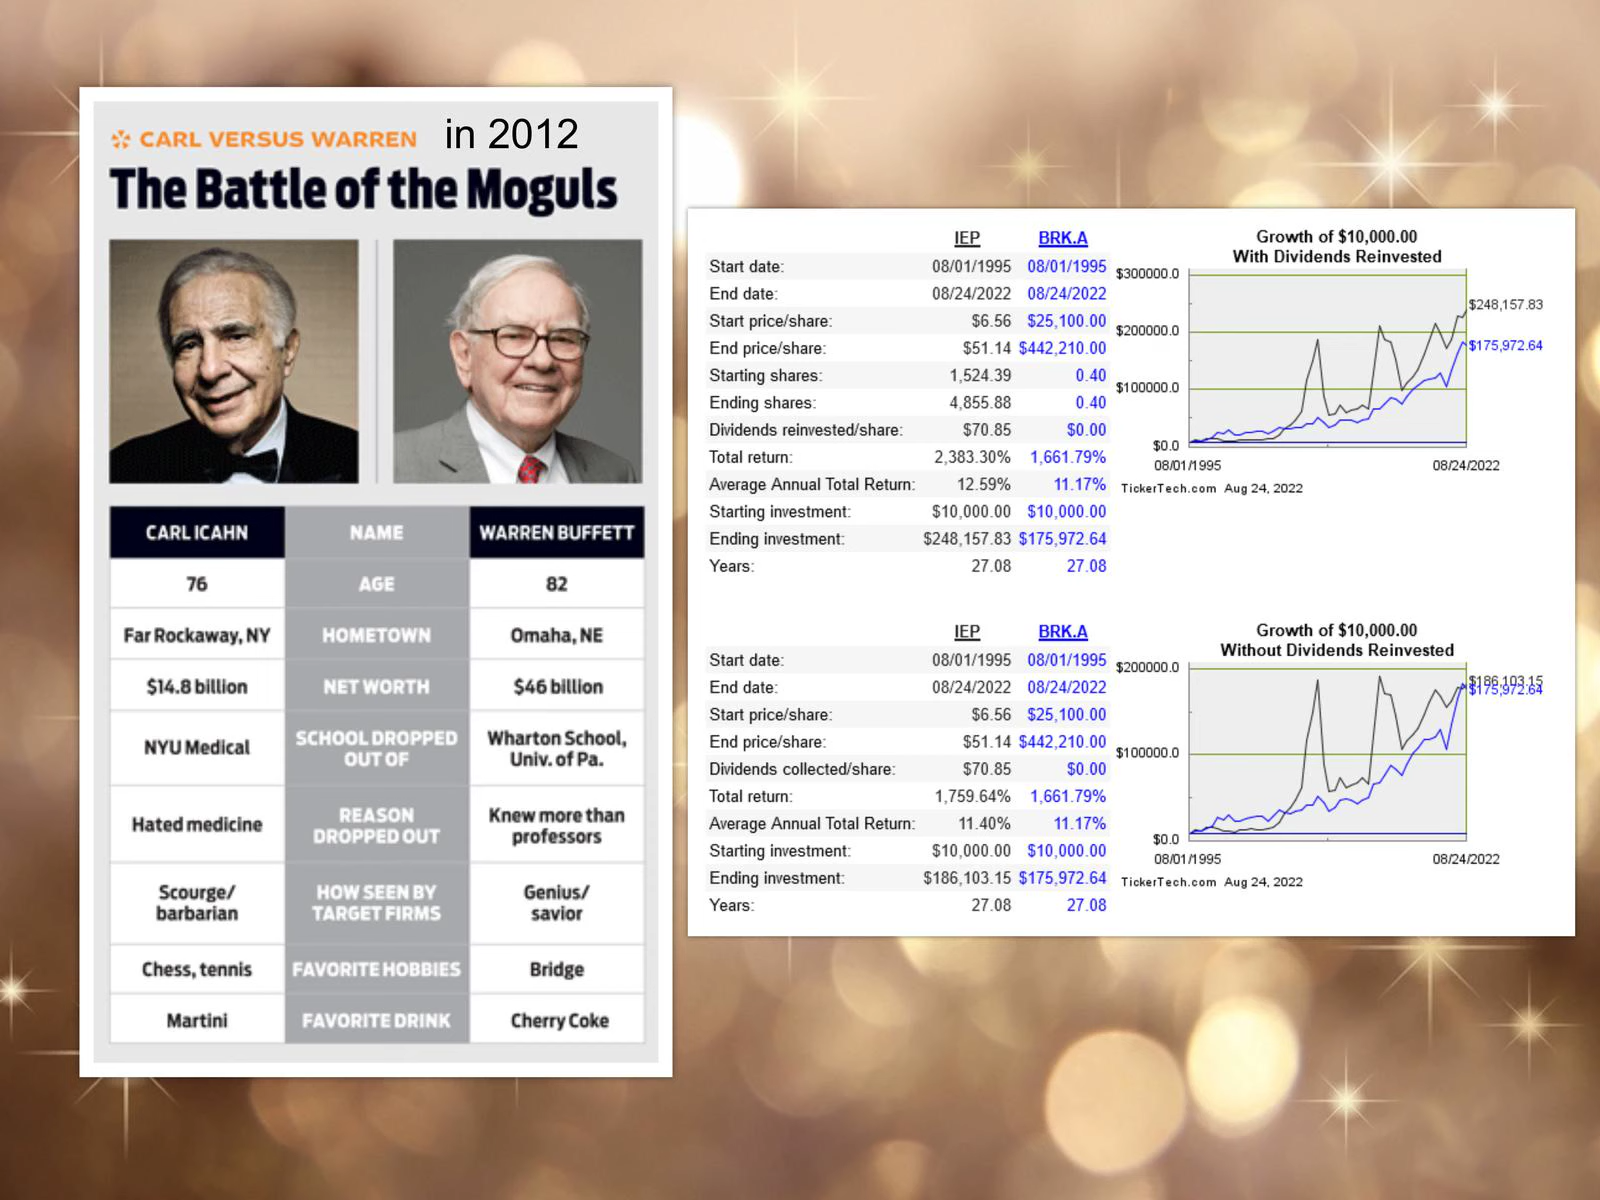 CARL VERSUS WARREN in 2012
The Battle of the Moguls
CARL ICAHN NAME WARREN BUFFETT
76 AGE 82
Far Rockaway, NY HOMETOWN Omaha, NE
$14.8 billion NET WORTH $46 billion
NYU Medical SCHOOL DROPPED OUT OF Wharton School, Univ. of Pa.
Hated medicine REASON DROPPED OUT Knew more than professors
Scourge/ barbarian HOW SEEN BY TARGET FIRMS Genius/ savior
Chess, tennis FAVORITE HOBBIES Bridge
Martini FAVORITE DRINK Cherry Coke
IEP BRK.A
Start date: 08/01/1995 08/01/1995
End date: 08/24/2022 08/24/2022
Start price/share: $6.56 $25,100.00
End price/share: $51.14 $442,210.00
Starting shares: 1,524.39 0.40
Ending shares: 4,855.88 0.40
Dividends reinvested/share: $70.85 $0.00
Total return: 2,383.30% 1,661.79%
Average Annual Total Return: 12.59% 11.17%
Starting investment: $10,000.00 $10,000.00
Ending investment: $248,157.83 $175,972.64
Years: 27.08 27.08
Growth of $10,000.00
With Dividends Reinvested
$300000.0
$248,157.83
$200000.0
$175,972.64
$100000.0
$0.0
08/01/1995 08/24/2022
TickerTech.com Aug 24, 2022
IEP BRK.A
Start date: 08/01/1995 08/01/1995
End date: 08/24/2022 08/24/2022
Start price/share: $6.56 $25,100.00
End price/share: $51.14 $442,210.00
Dividends collected/share: $70.85 $0.00
Total return: 1,759.64% 1,661.79%
Average Annual Total Return: 11.40% 11.17%
Starting investment: $10,000.00 $10,000.00
Ending investment: $186,103.15 $175,972.64
Years: 27.08 27.08
Growth of $10,000.00
Without Dividends Reinvested
$200000.0
$186,103.15
$175,972.64
$100000.0
$0.0
08/01/1995 08/24/2022
TickerTech.com Aug 24, 2022